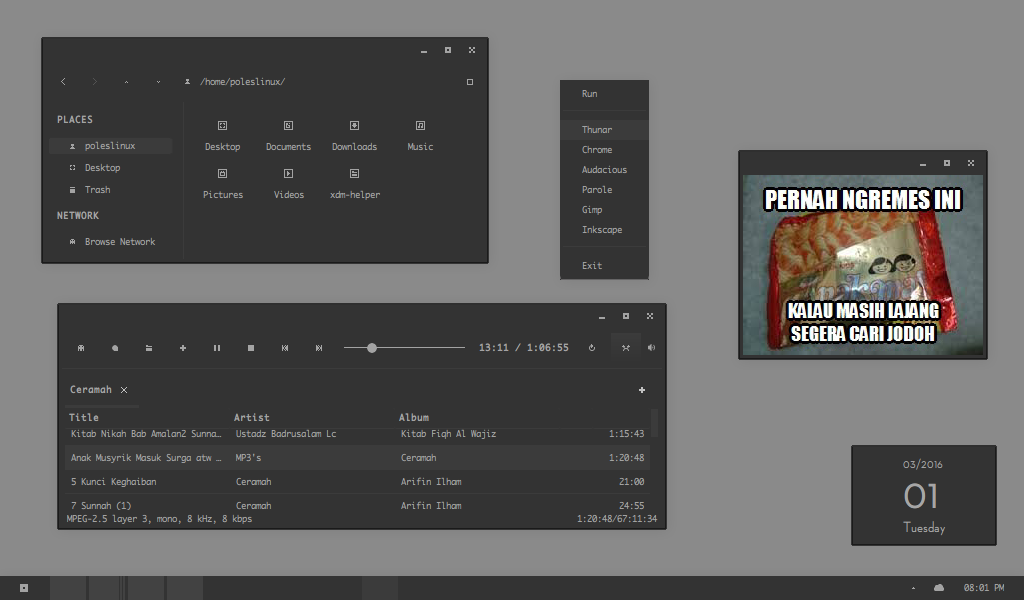 /home/poleslinux/
PLACES
poleslinux
Desktop
Trash
NETWORK
Browse Network
Desktop Documents Downloads Music
Pictures Videos xdm-helper
Run
Thunar
Chrome
Audacious
Parole
Gimp
Inkscape
Exit
PERNAH NGREMES INI
KALAU MASIH LAJANG
SEGERA CARI JODOH
13:11 / 1:06:55
Ceramah
Title Artist Album
Kitab Nikah Bab Amalan2 Sunna… Ustadz Badrusalam Lc Kitab Fiqh Al Wajiz 1:15:43
Anak Musyrik Masuk Surga atw … MP3's Ceramah 1:20:48
5 Kunci Keghaiban Ceramah Arifin Ilham 21:00
7 Sunnah (1) Ceramah Arifin Ilham 24:55
MPEG-2.5 layer 3, mono, 8 kHz, 8 kbps 1:20:48/67:11:34
03/2016
01
Tuesday
08:01 PM